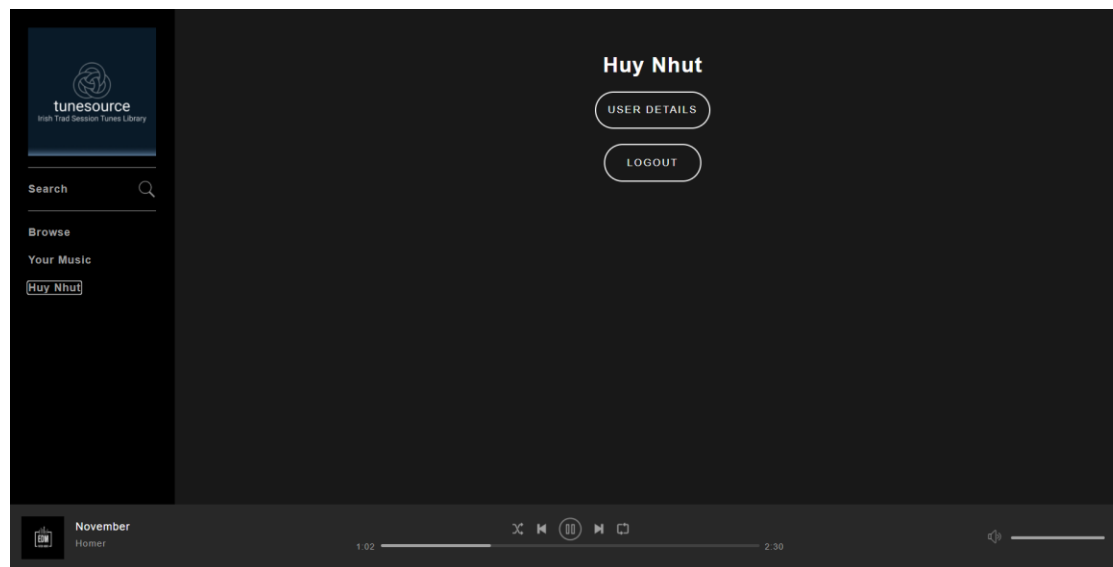 tunesource
Irish Trad Session Tunes Library
Search
Browse
Your Music
Huy Nhut
Huy Nhut
USER DETAILS
LOGOUT
EDM
November
Homer
1:02
2:30